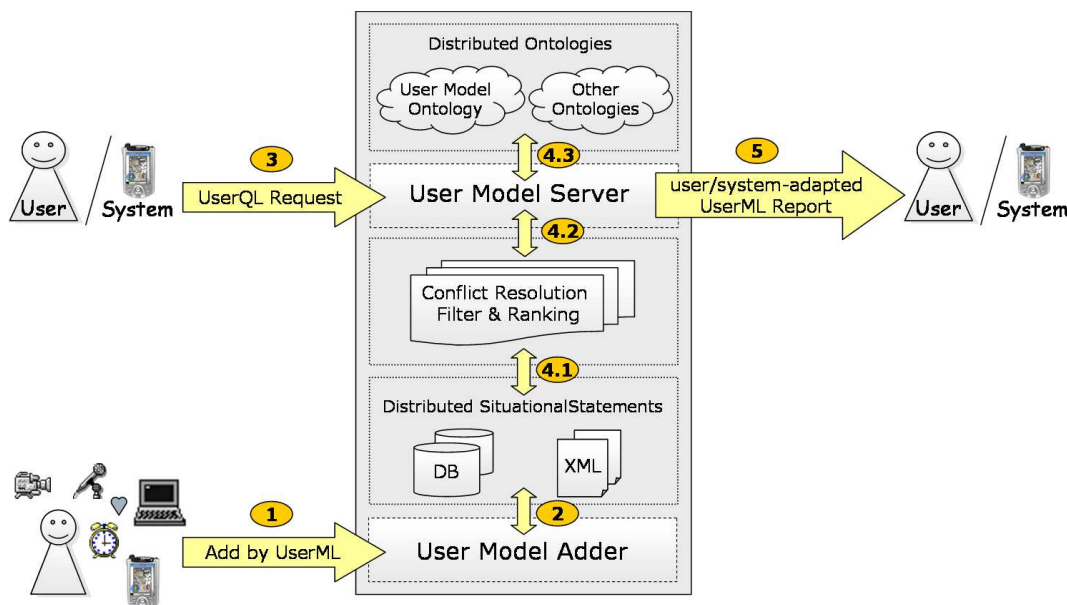 Distributed Ontologies
User Model
Ontology
Other
Ontologies
4.3
3
UserQL Request
User
System
User Model Server
5
user/system-adapted
UserML Report
User
System
4.2
Conflict Resolution
Filter & Ranking
4.1
Distributed SituationalStatements
DB
XML
2
1
Add by UserML
User Model Adder